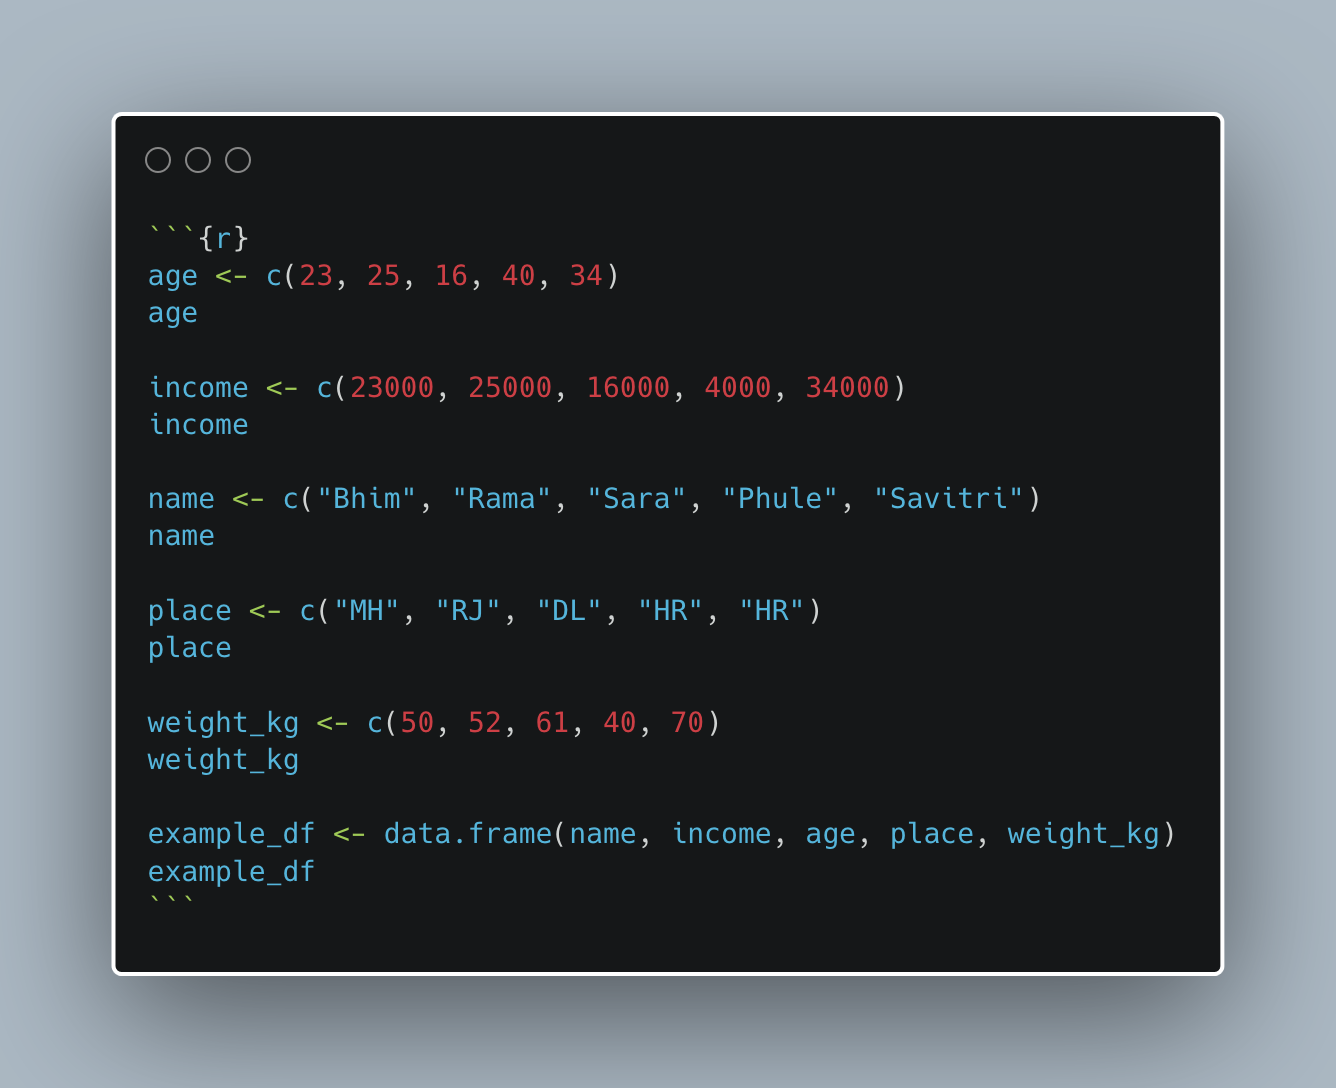 ```{r}
age <- c(23, 25, 16, 40, 34)
age
income <- c(23000, 25000, 16000, 4000, 34000)
income
name <- c("Bhim", "Rama", "Sara", "Phule", "Savitri")
name
place <- c("MH", "RJ", "DL", "HR", "HR")
place
weight_kg <- c(50, 52, 61, 40, 70)
weight_kg
example_df <- data.frame(name, income, age, place, weight_kg)
example_df
```